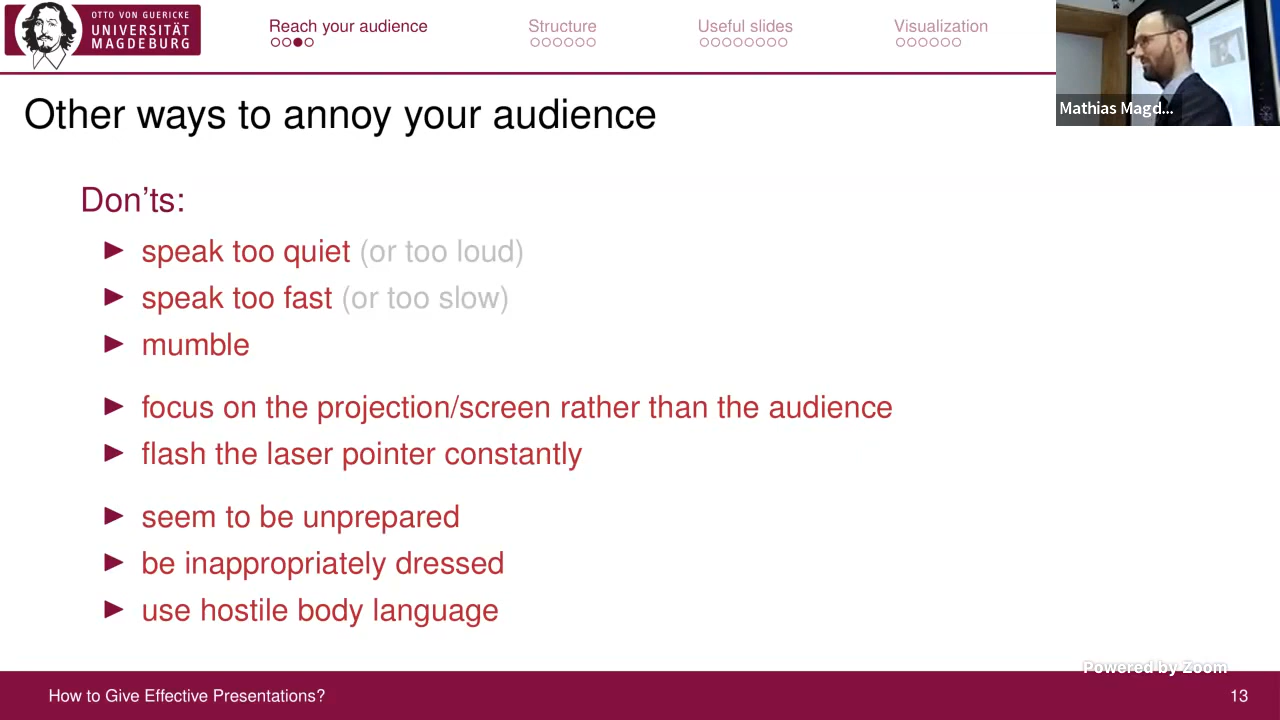 OTTO VON GUERICKE
UNIVERSITÄT
MAGDEBURG
Reach your audience
Structure
Useful slides
Visualization
Mathias Magd...
Other ways to annoy your audience
Don'ts:
speak too quiet (or too loud)
speak too fast (or too slow)
mumble
focus on the projection/screen rather than the audience
flash the laser pointer constantly
seem to be unprepared
be inappropriately dressed
use hostile body language
Powered by Zoom
How to Give Effective Presentations?
13